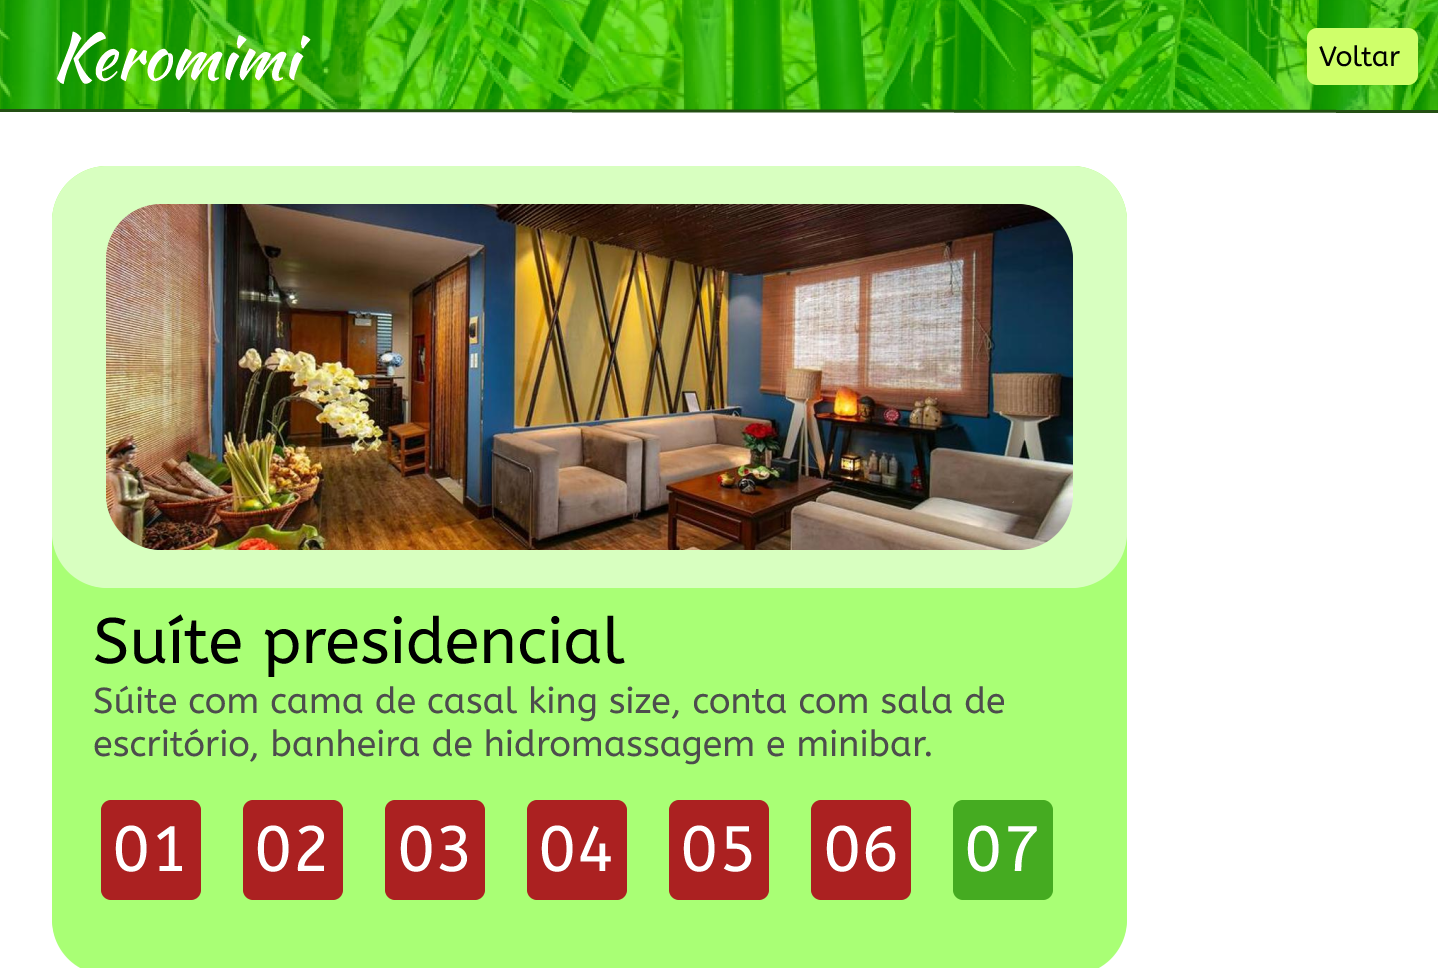 Keromimi
Voltar
Suíte presidencial
Súite com cama de casal king size, conta com sala de
escritório, banheira de hidromassagem e minibar.
01 02 03 04 05 06 07